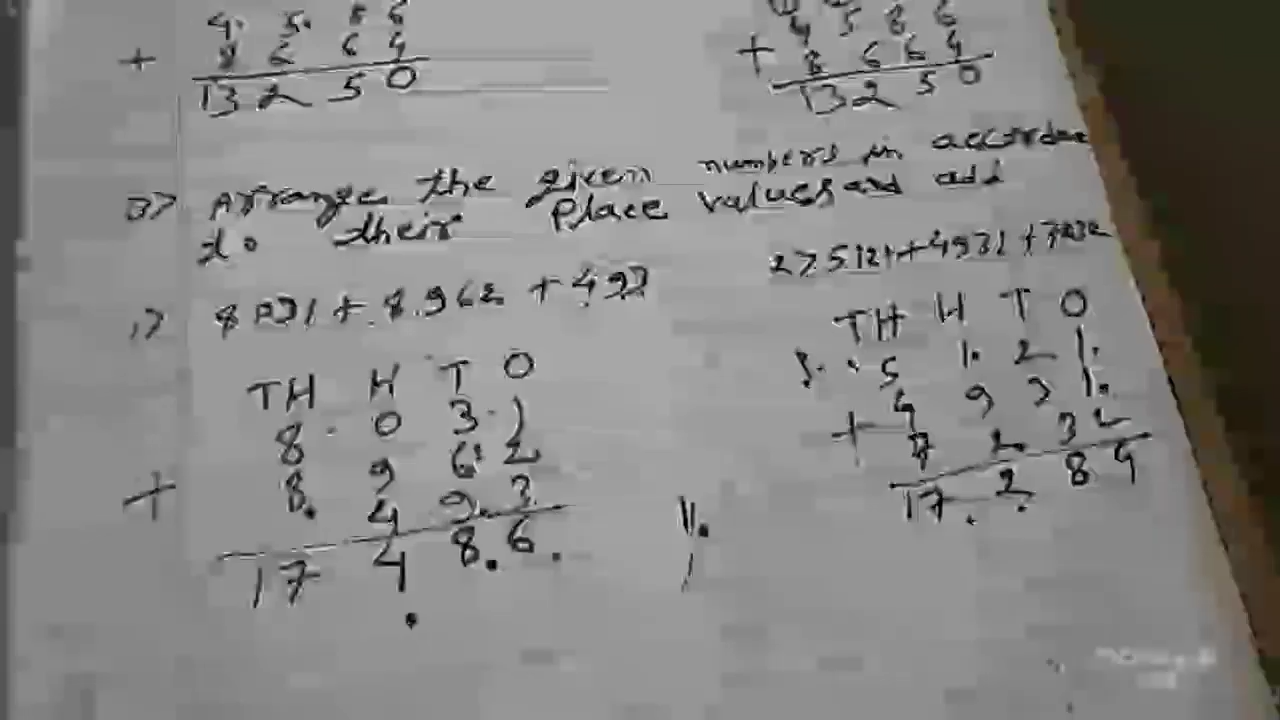 4. 5. 8 6
+ 8 6 6 4
13 2 5 0
4 5 8 6
+ 8 6 6 4
13 2 5 0
3> Arrange the given numbers in accordance
to their Place values and add
1> 8031 + 8962 + 493
TH H T O
8 0 3 1
8 9 6 2
+ 4 9 3
17 4 8 6
2> 5121 + 4931 + 7232
TH H T O
5 1 2 1
4 9 3 1
+ 7 2 3 2
17 2 8 4